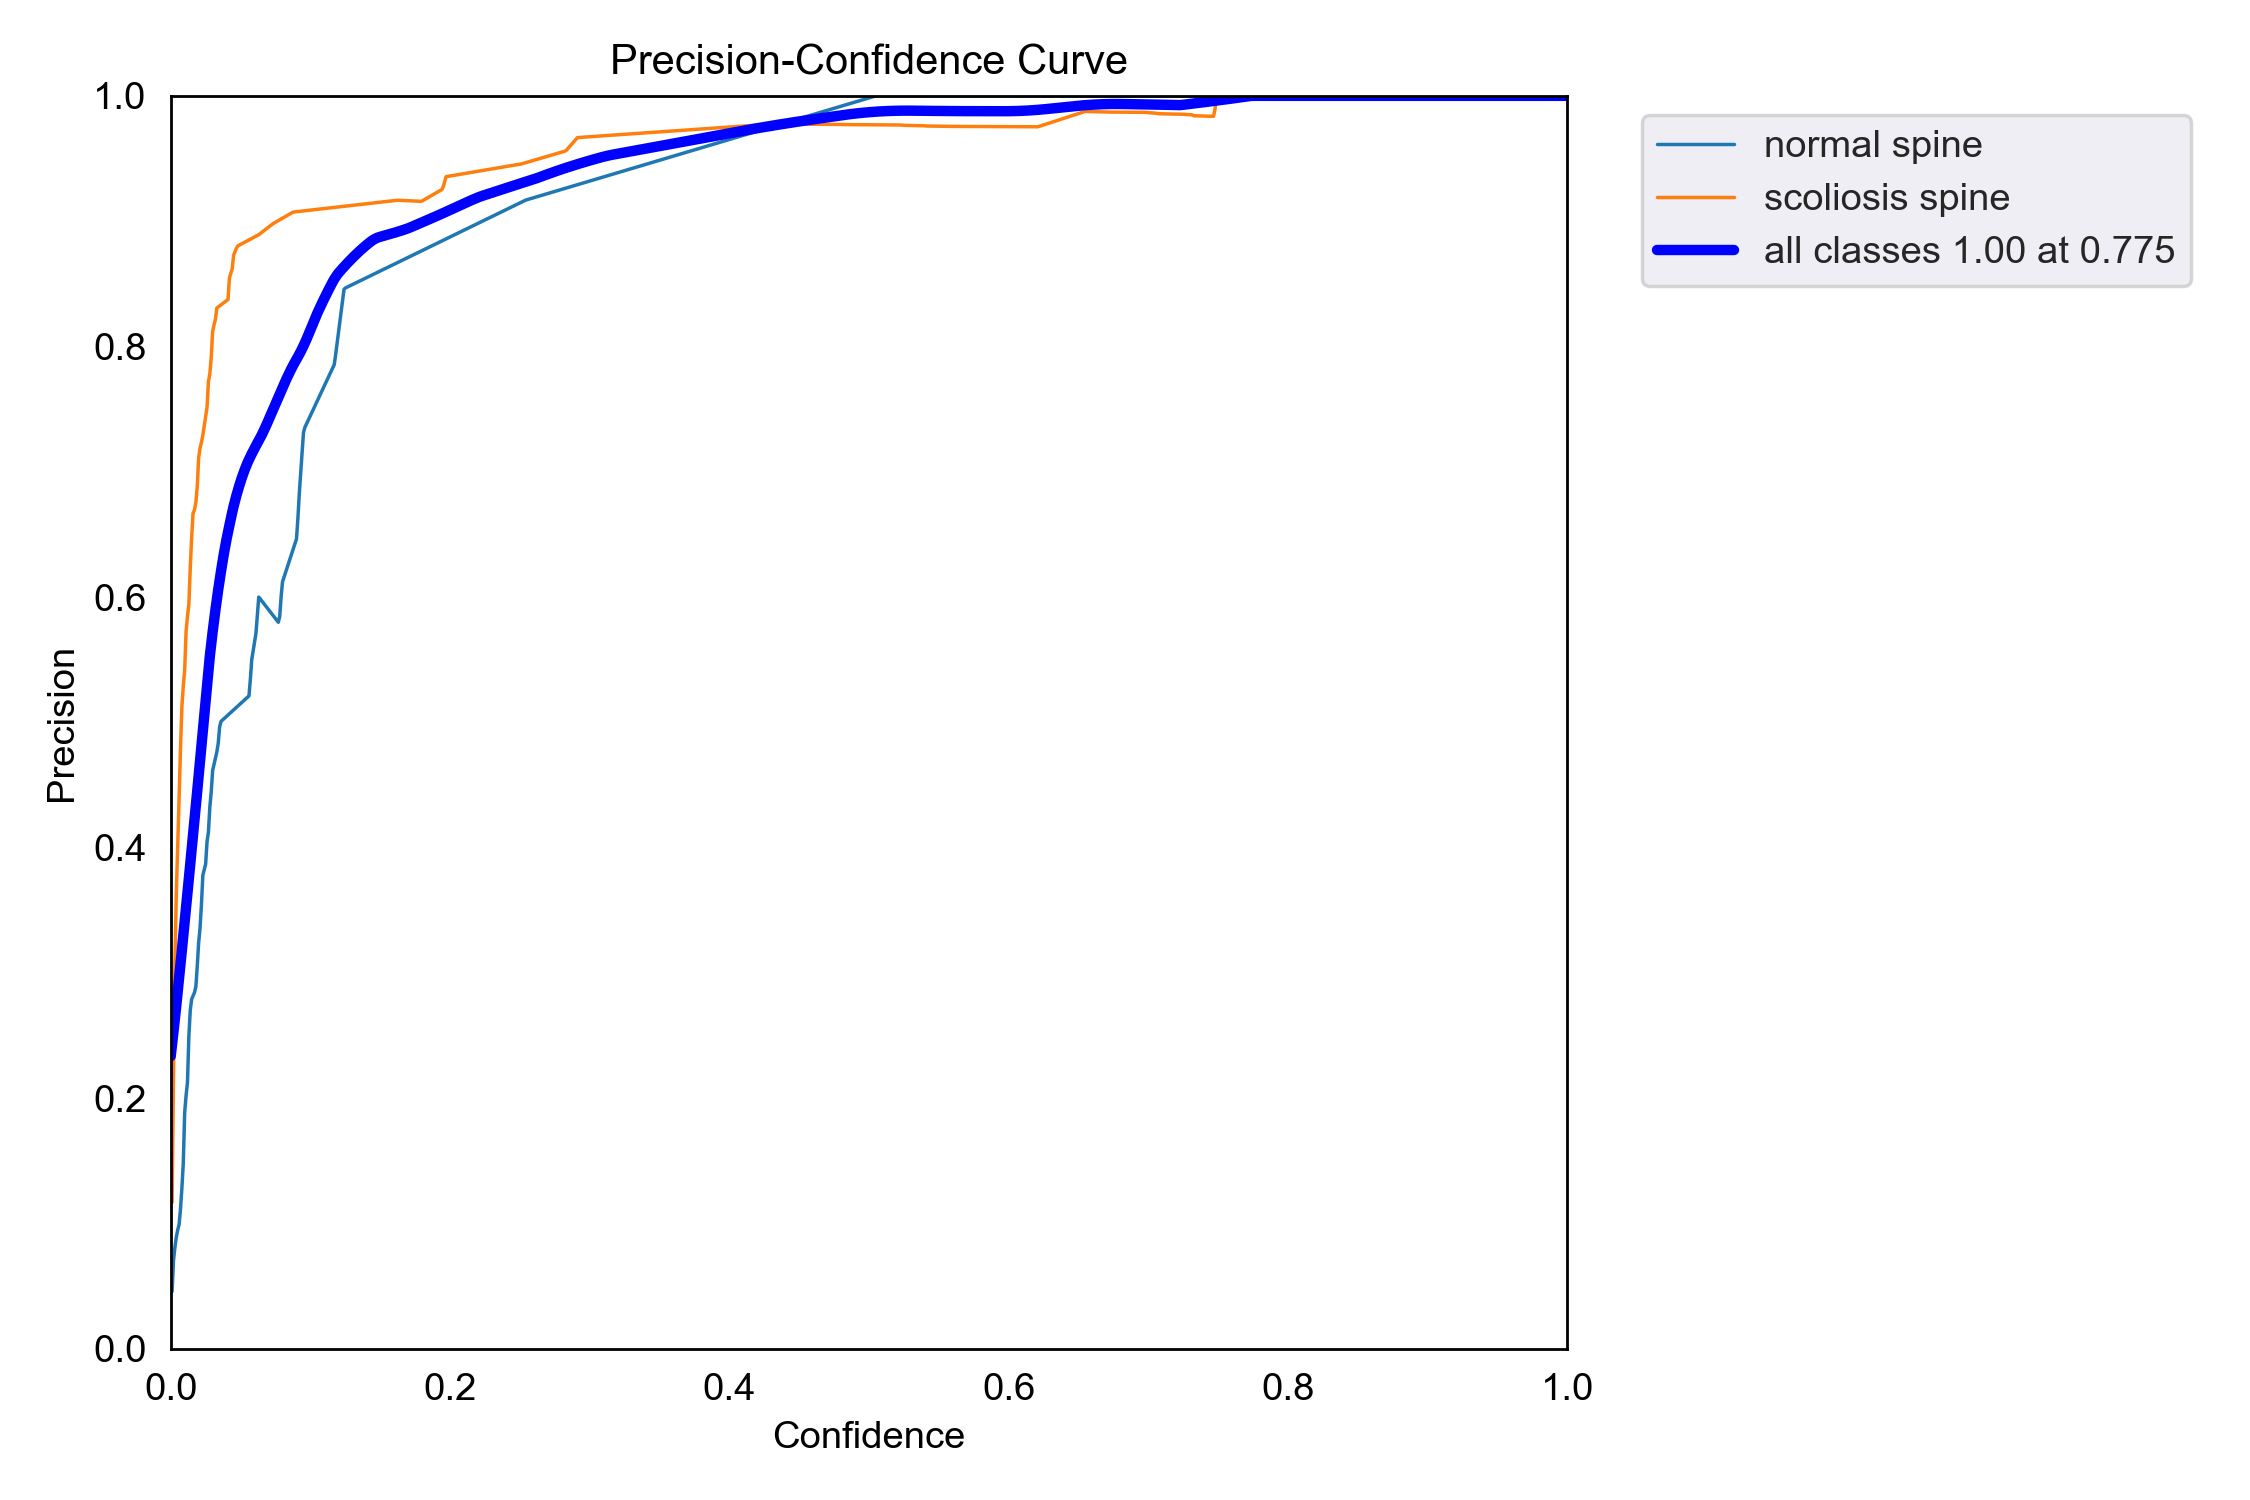 Precision-Confidence Curve
1.0
0.8
0.6
0.4
0.2
0.0
Precision
0.0 0.2 0.4 0.6 0.8 1.0
Confidence
normal spine
scoliosis spine
all classes 1.00 at 0.775